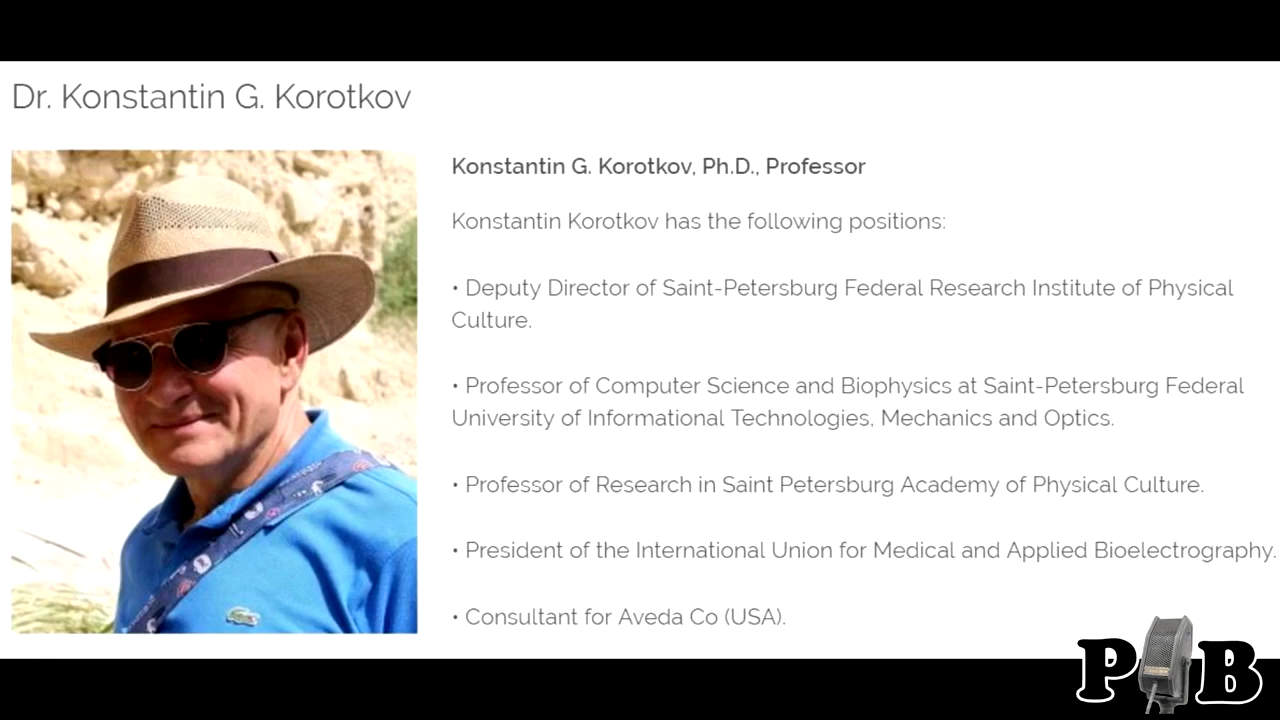 Dr. Konstantin G. Korotkov
Konstantin G. Korotkov, Ph.D., Professor
Konstantin Korotkov has the following positions:
• Deputy Director of Saint-Petersburg Federal Research Institute of Physical
Culture.
• Professor of Computer Science and Biophysics at Saint-Petersburg Federal
University of Informational Technologies, Mechanics and Optics.
• Professor of Research in Saint Petersburg Academy of Physical Culture.
• President of the International Union for Medical and Applied Bioelectrography.
• Consultant for Aveda Co (USA).
P B